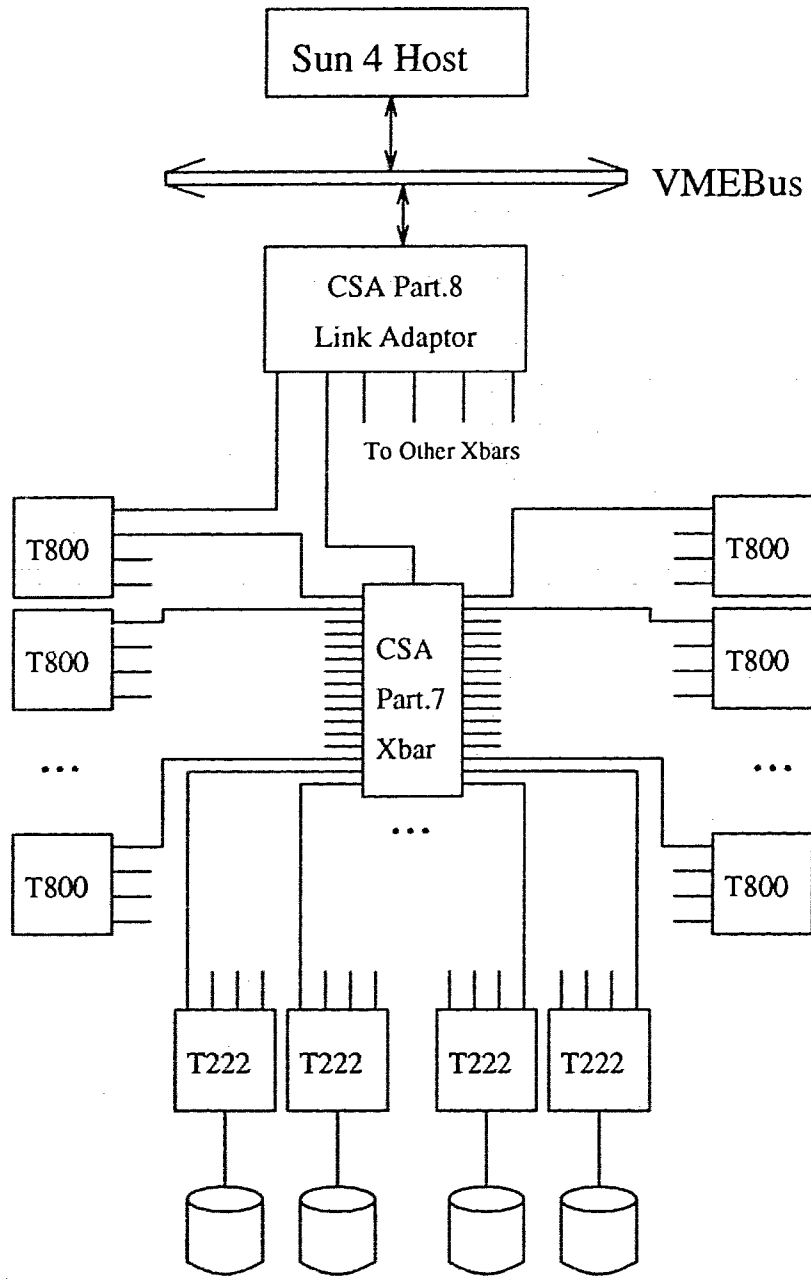 Sun 4 Host
VMEBus
CSA Part.8
Link Adaptor
To Other Xbars
T800
T800
T800
T800
CSA
Part.7
Xbar
...
...
...
T800
T800
T222
T222
T222
T222